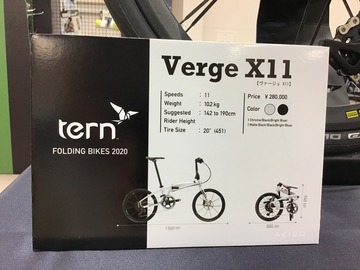 Verge X11
【ヴァージュ X11】
Speeds : 11
Weight : 10.2kg
Suggested : 142 to 190cm
Rider Height
Tire Size : 20" (451)
Price ¥ 280,000
Color :
tern
FOLDING BIKES 2020